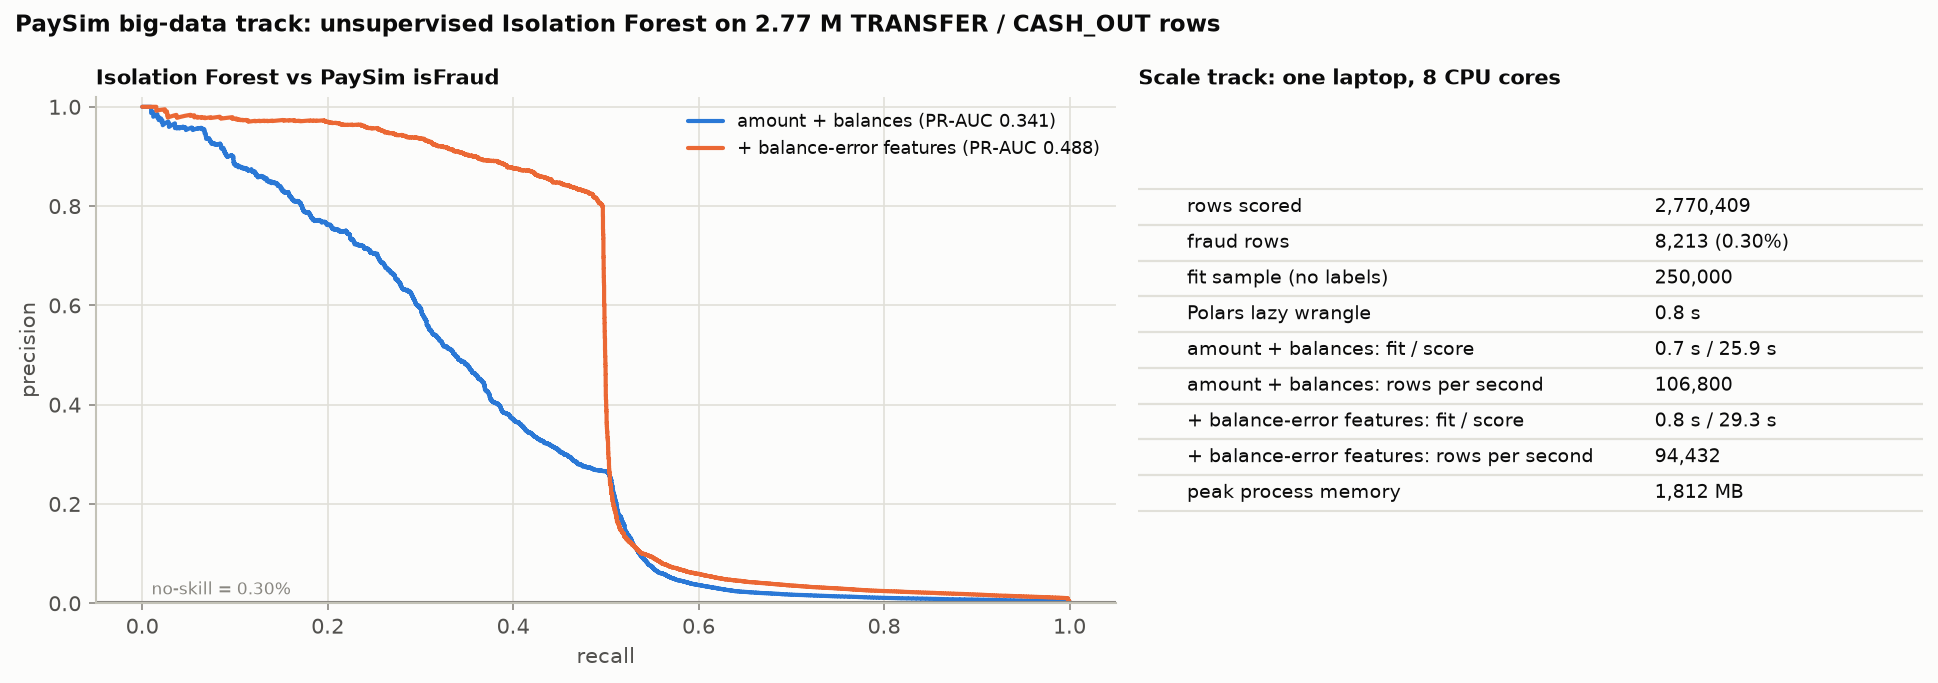 PaySim big-data track: unsupervised Isolation Forest on 2.77 M TRANSFER / CASH_OUT rows
Isolation Forest vs PaySim isFraud
amount + balances (PR-AUC 0.341)
+ balance-error features (PR-AUC 0.488)
1.0
0.8
0.6
0.4
0.2
0.0
precision
no-skill = 0.30%
0.0 0.2 0.4 0.6 0.8 1.0
recall
Scale track: one laptop, 8 CPU cores
rows scored 2,770,409
fraud rows 8,213 (0.30%)
fit sample (no labels) 250,000
Polars lazy wrangle 0.8 s
amount + balances: fit / score 0.7 s / 25.9 s
amount + balances: rows per second 106,800
+ balance-error features: fit / score 0.8 s / 29.3 s
+ balance-error features: rows per second 94,432
peak process memory 1,812 MB